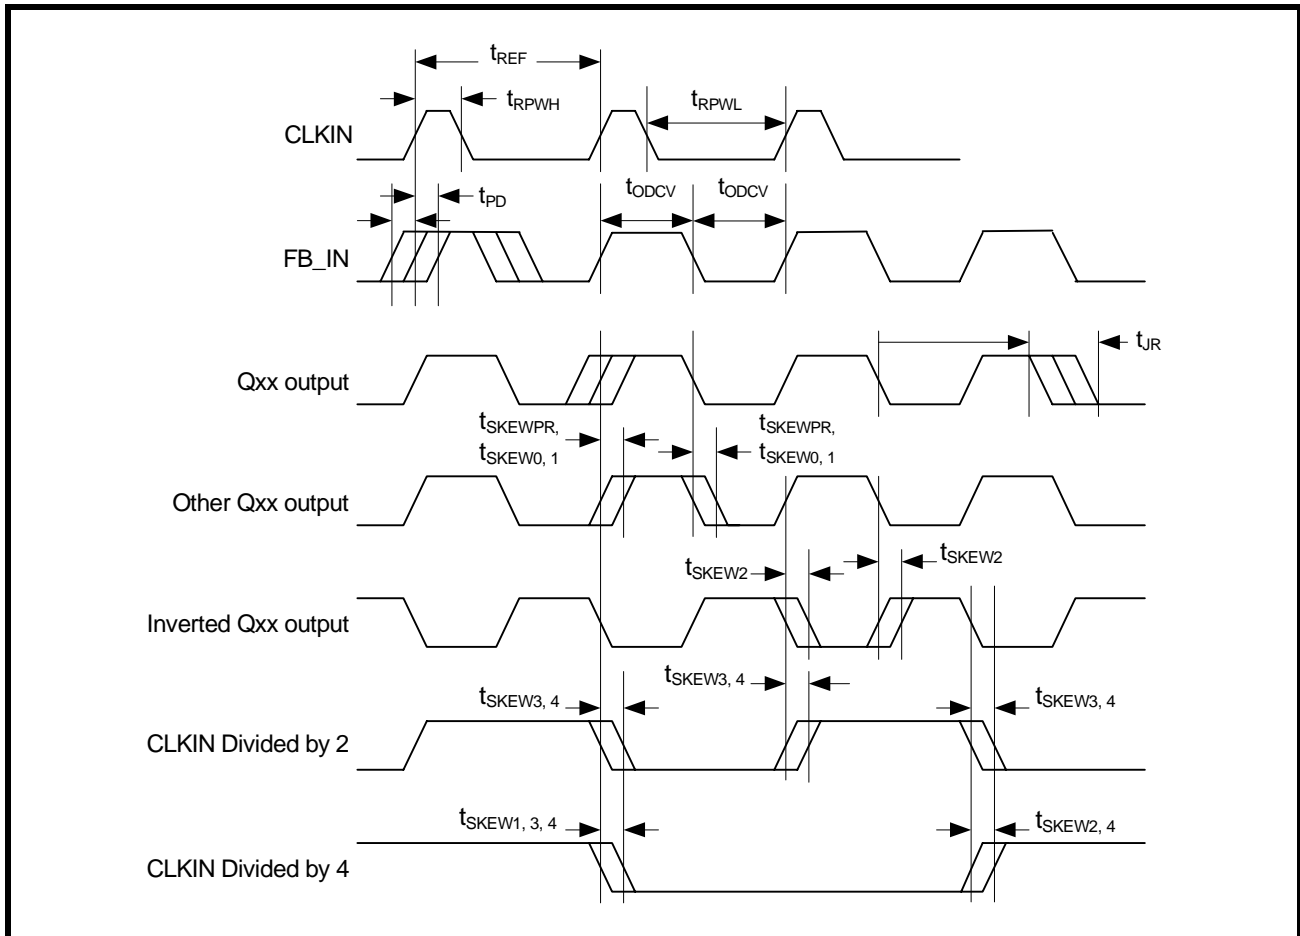 tREF
tRPWH
tRPWL
CLKIN
tPD
tODCV
tODCV
FB_IN
tJR
Qxx output
tSKEWPR,
tSKEW0, 1
tSKEWPR,
tSKEW0, 1
Other Qxx output
tSKEW2
tSKEW2
Inverted Qxx output
tSKEW3, 4
tSKEW3, 4
tSKEW3, 4
CLKIN Divided by 2
tSKEW1, 3, 4
tSKEW2, 4
CLKIN Divided by 4